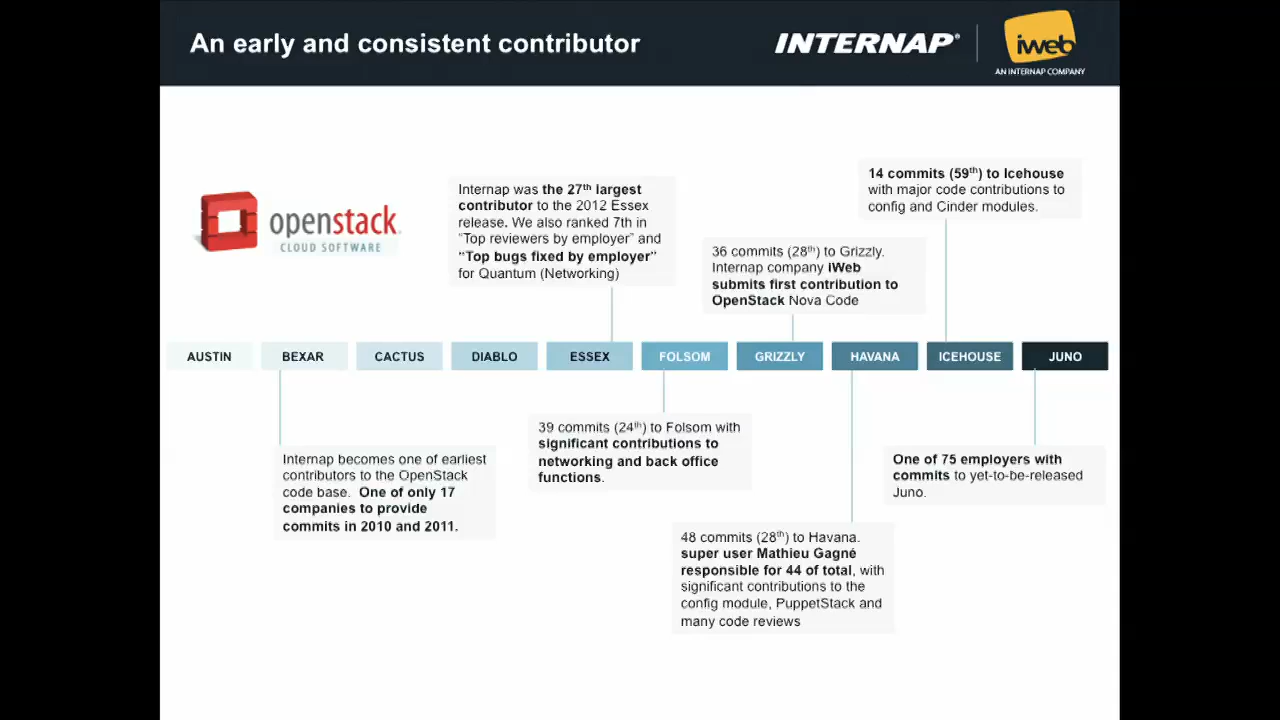 An early and consistent contributor
INTERNAP®
iweb
AN INTERNAP COMPANY
openstack
CLOUD SOFTWARE
Internap was the 27th largest
contributor to the 2012 Essex
release. We also ranked 7th in
“Top reviewers by employer” and
“Top bugs fixed by employer”
for Quantum (Networking)
36 commits (28th) to Grizzly.
Internap company iWeb
submits first contribution to
OpenStack Nova Code
14 commits (59th) to Icehouse
with major code contributions to
config and Cinder modules.
AUSTIN
BEXAR
CACTUS
DIABLO
ESSEX
FOLSOM
GRIZZLY
HAVANA
ICEHOUSE
JUNO
Internap becomes one of earliest
contributors to the OpenStack
code base. One of only 17
companies to provide
commits in 2010 and 2011.
39 commits (24th) to Folsom with
significant contributions to
networking and back office
functions.
48 commits (28th) to Havana.
super user Mathieu Gagné
responsible for 44 of total, with
significant contributions to the
config module, PuppetStack and
many code reviews
One of 75 employers with
commits to yet-to-be-released
Juno.